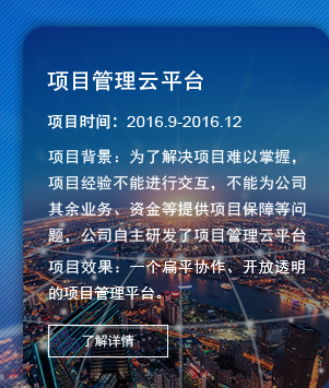 项目管理云平台
项目时间：2016.9-2016.12
项目背景：为了解决项目难以掌握，
项目经验不能进行交互，不能为公司
其余业务、资金等提供项目保障等问
题，公司自主研发了项目管理云平台
项目效果：一个扁平协作、开放透明
的项目管理平台。
了解详情